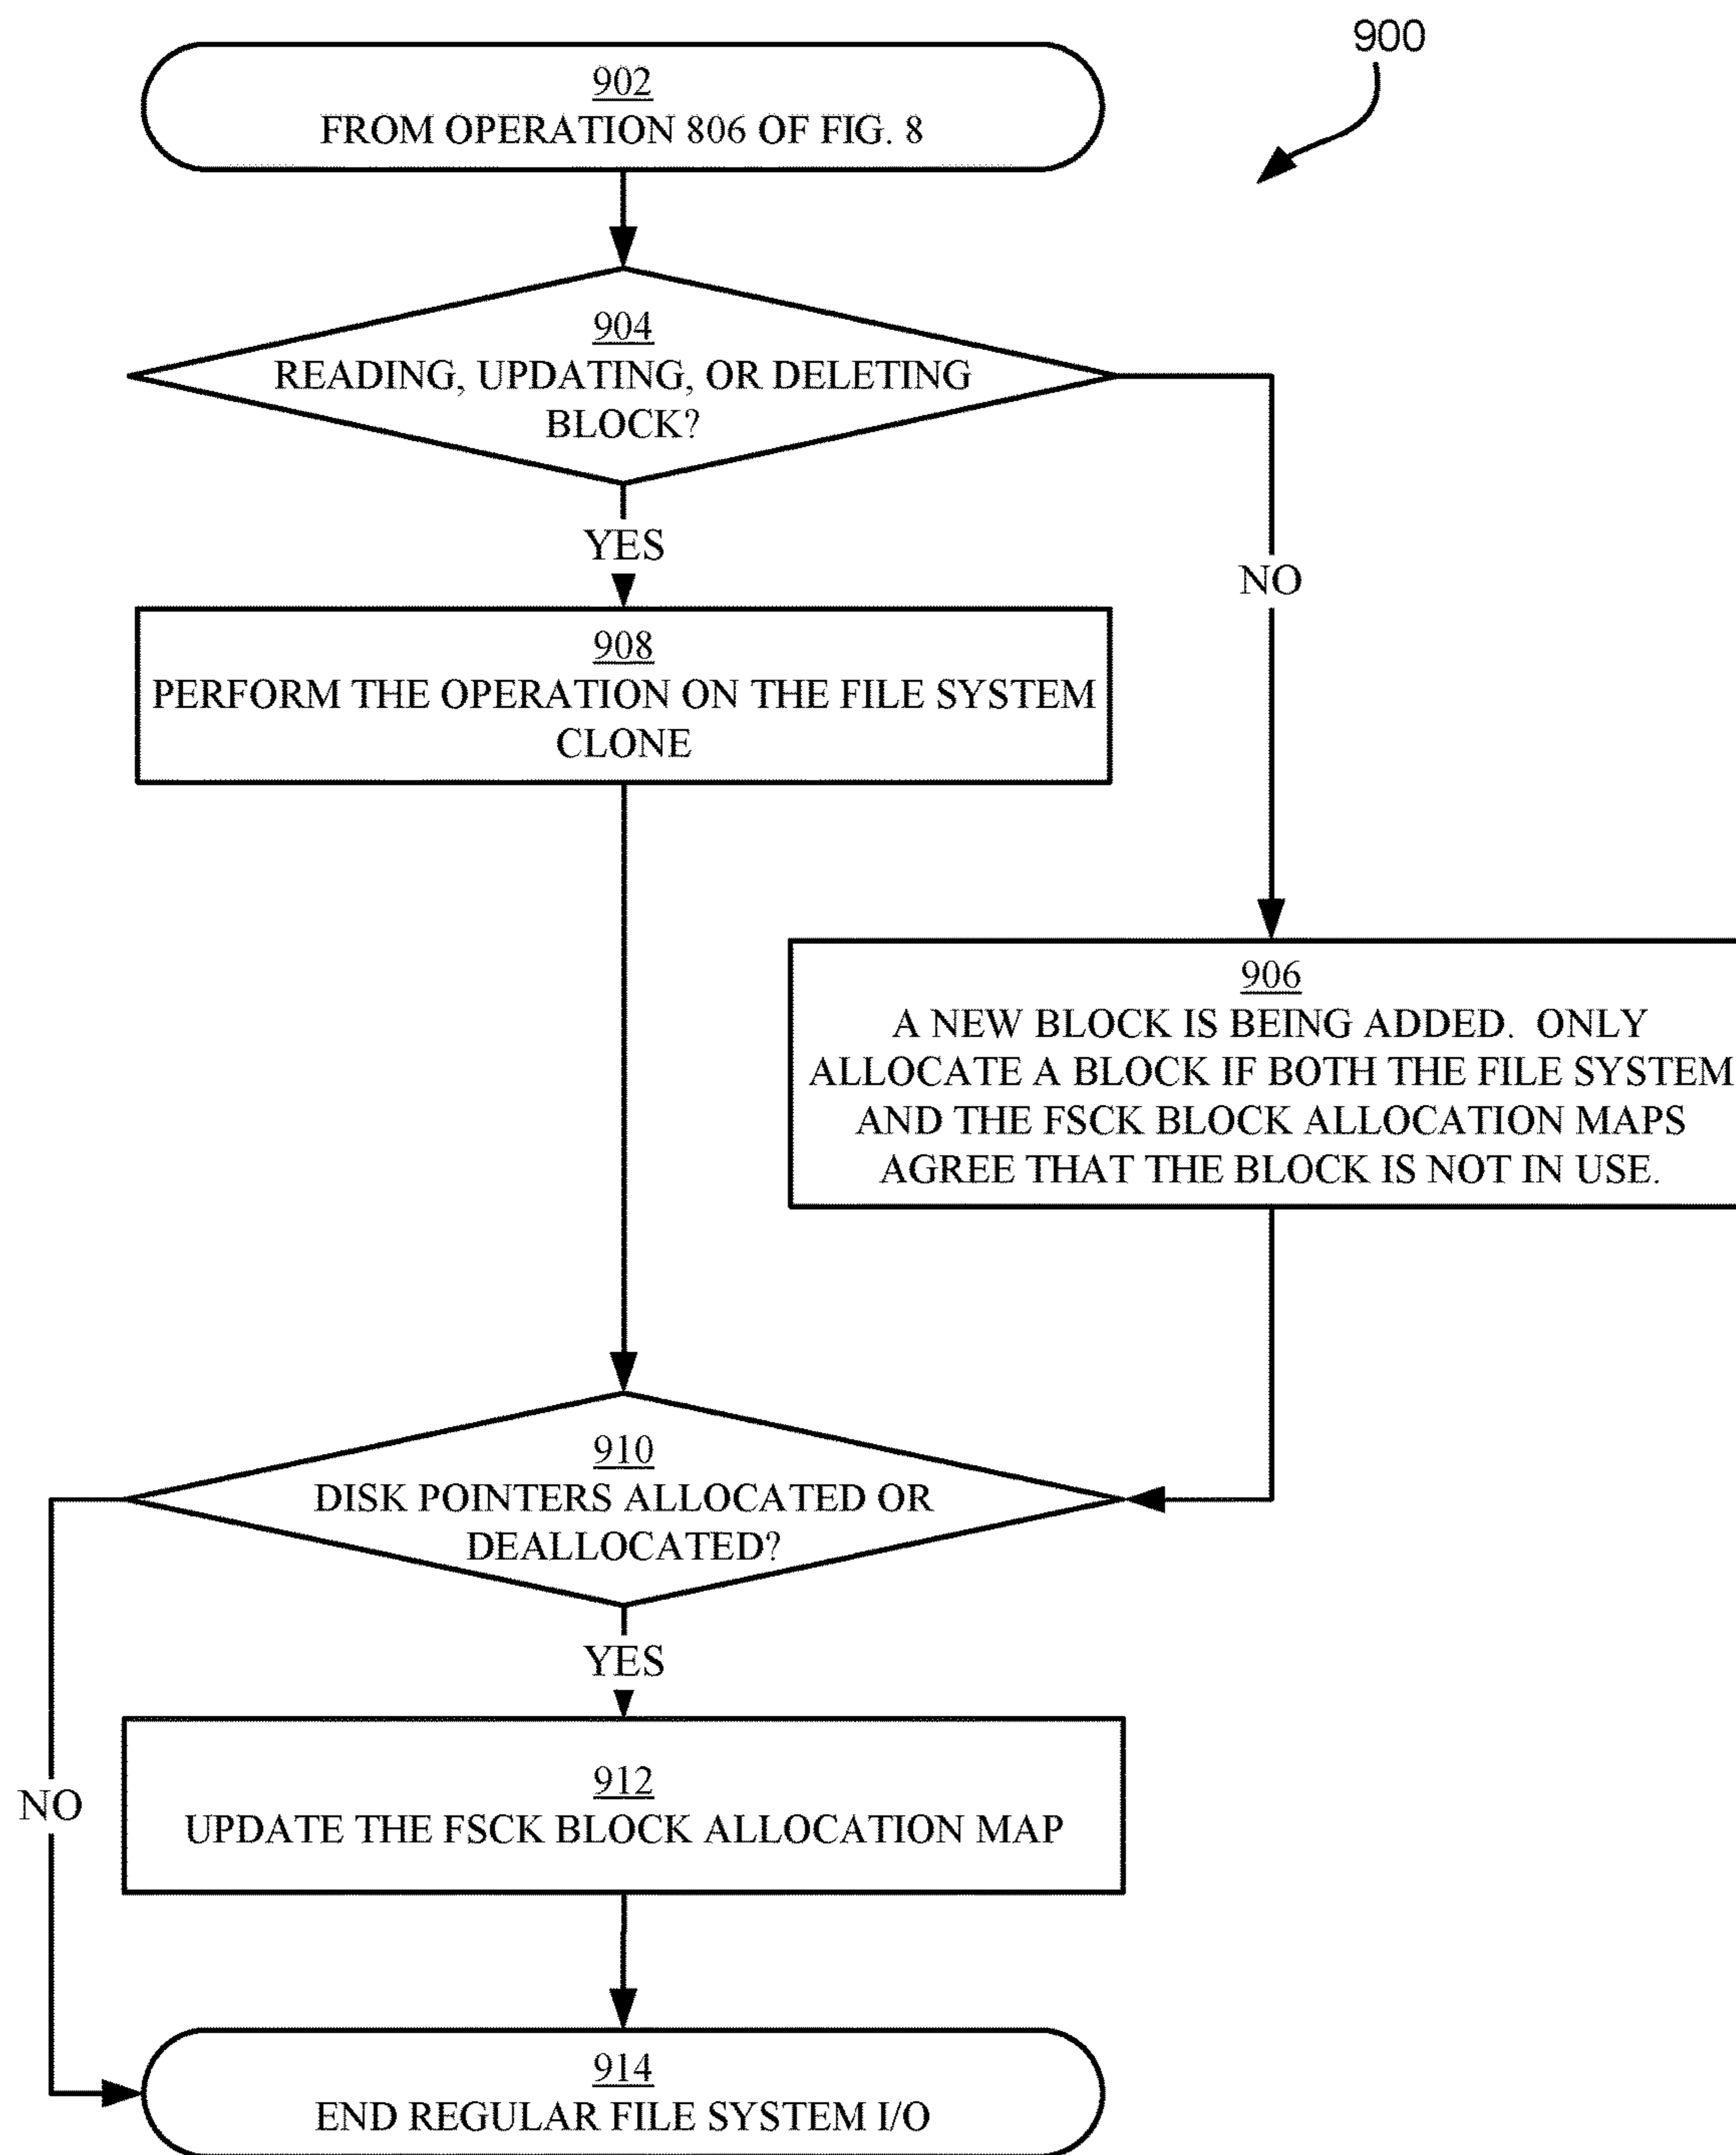 900
902
FROM OPERATION 806 OF FIG. 8
904
READING, UPDATING, OR DELETING
BLOCK?
YES
NO
908
PERFORM THE OPERATION ON THE FILE SYSTEM
CLONE
906
A NEW BLOCK IS BEING ADDED. ONLY
ALLOCATE A BLOCK IF BOTH THE FILE SYSTEM
AND THE FSCK BLOCK ALLOCATION MAPS
AGREE THAT THE BLOCK IS NOT IN USE.
910
DISK POINTERS ALLOCATED OR
DEALLOCATED?
YES
NO
912
UPDATE THE FSCK BLOCK ALLOCATION MAP
914
END REGULAR FILE SYSTEM I/O